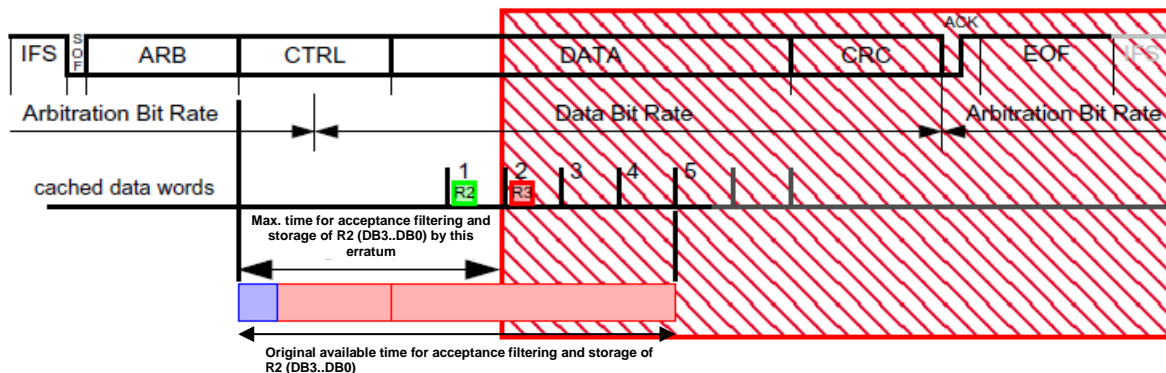 ACK
IFS SOF ARB CTRL DATA CRC EOF IFS
Arbitration Bit Rate Data Bit Rate Arbitration Bit Rate
1 2 3 4 5
cached data words R2 R3
Max. time for acceptance filtering and
storage of R2 (DB3..DB0) by this
erratum
Original available time for acceptance filtering and storage of
R2 (DB3..DB0)